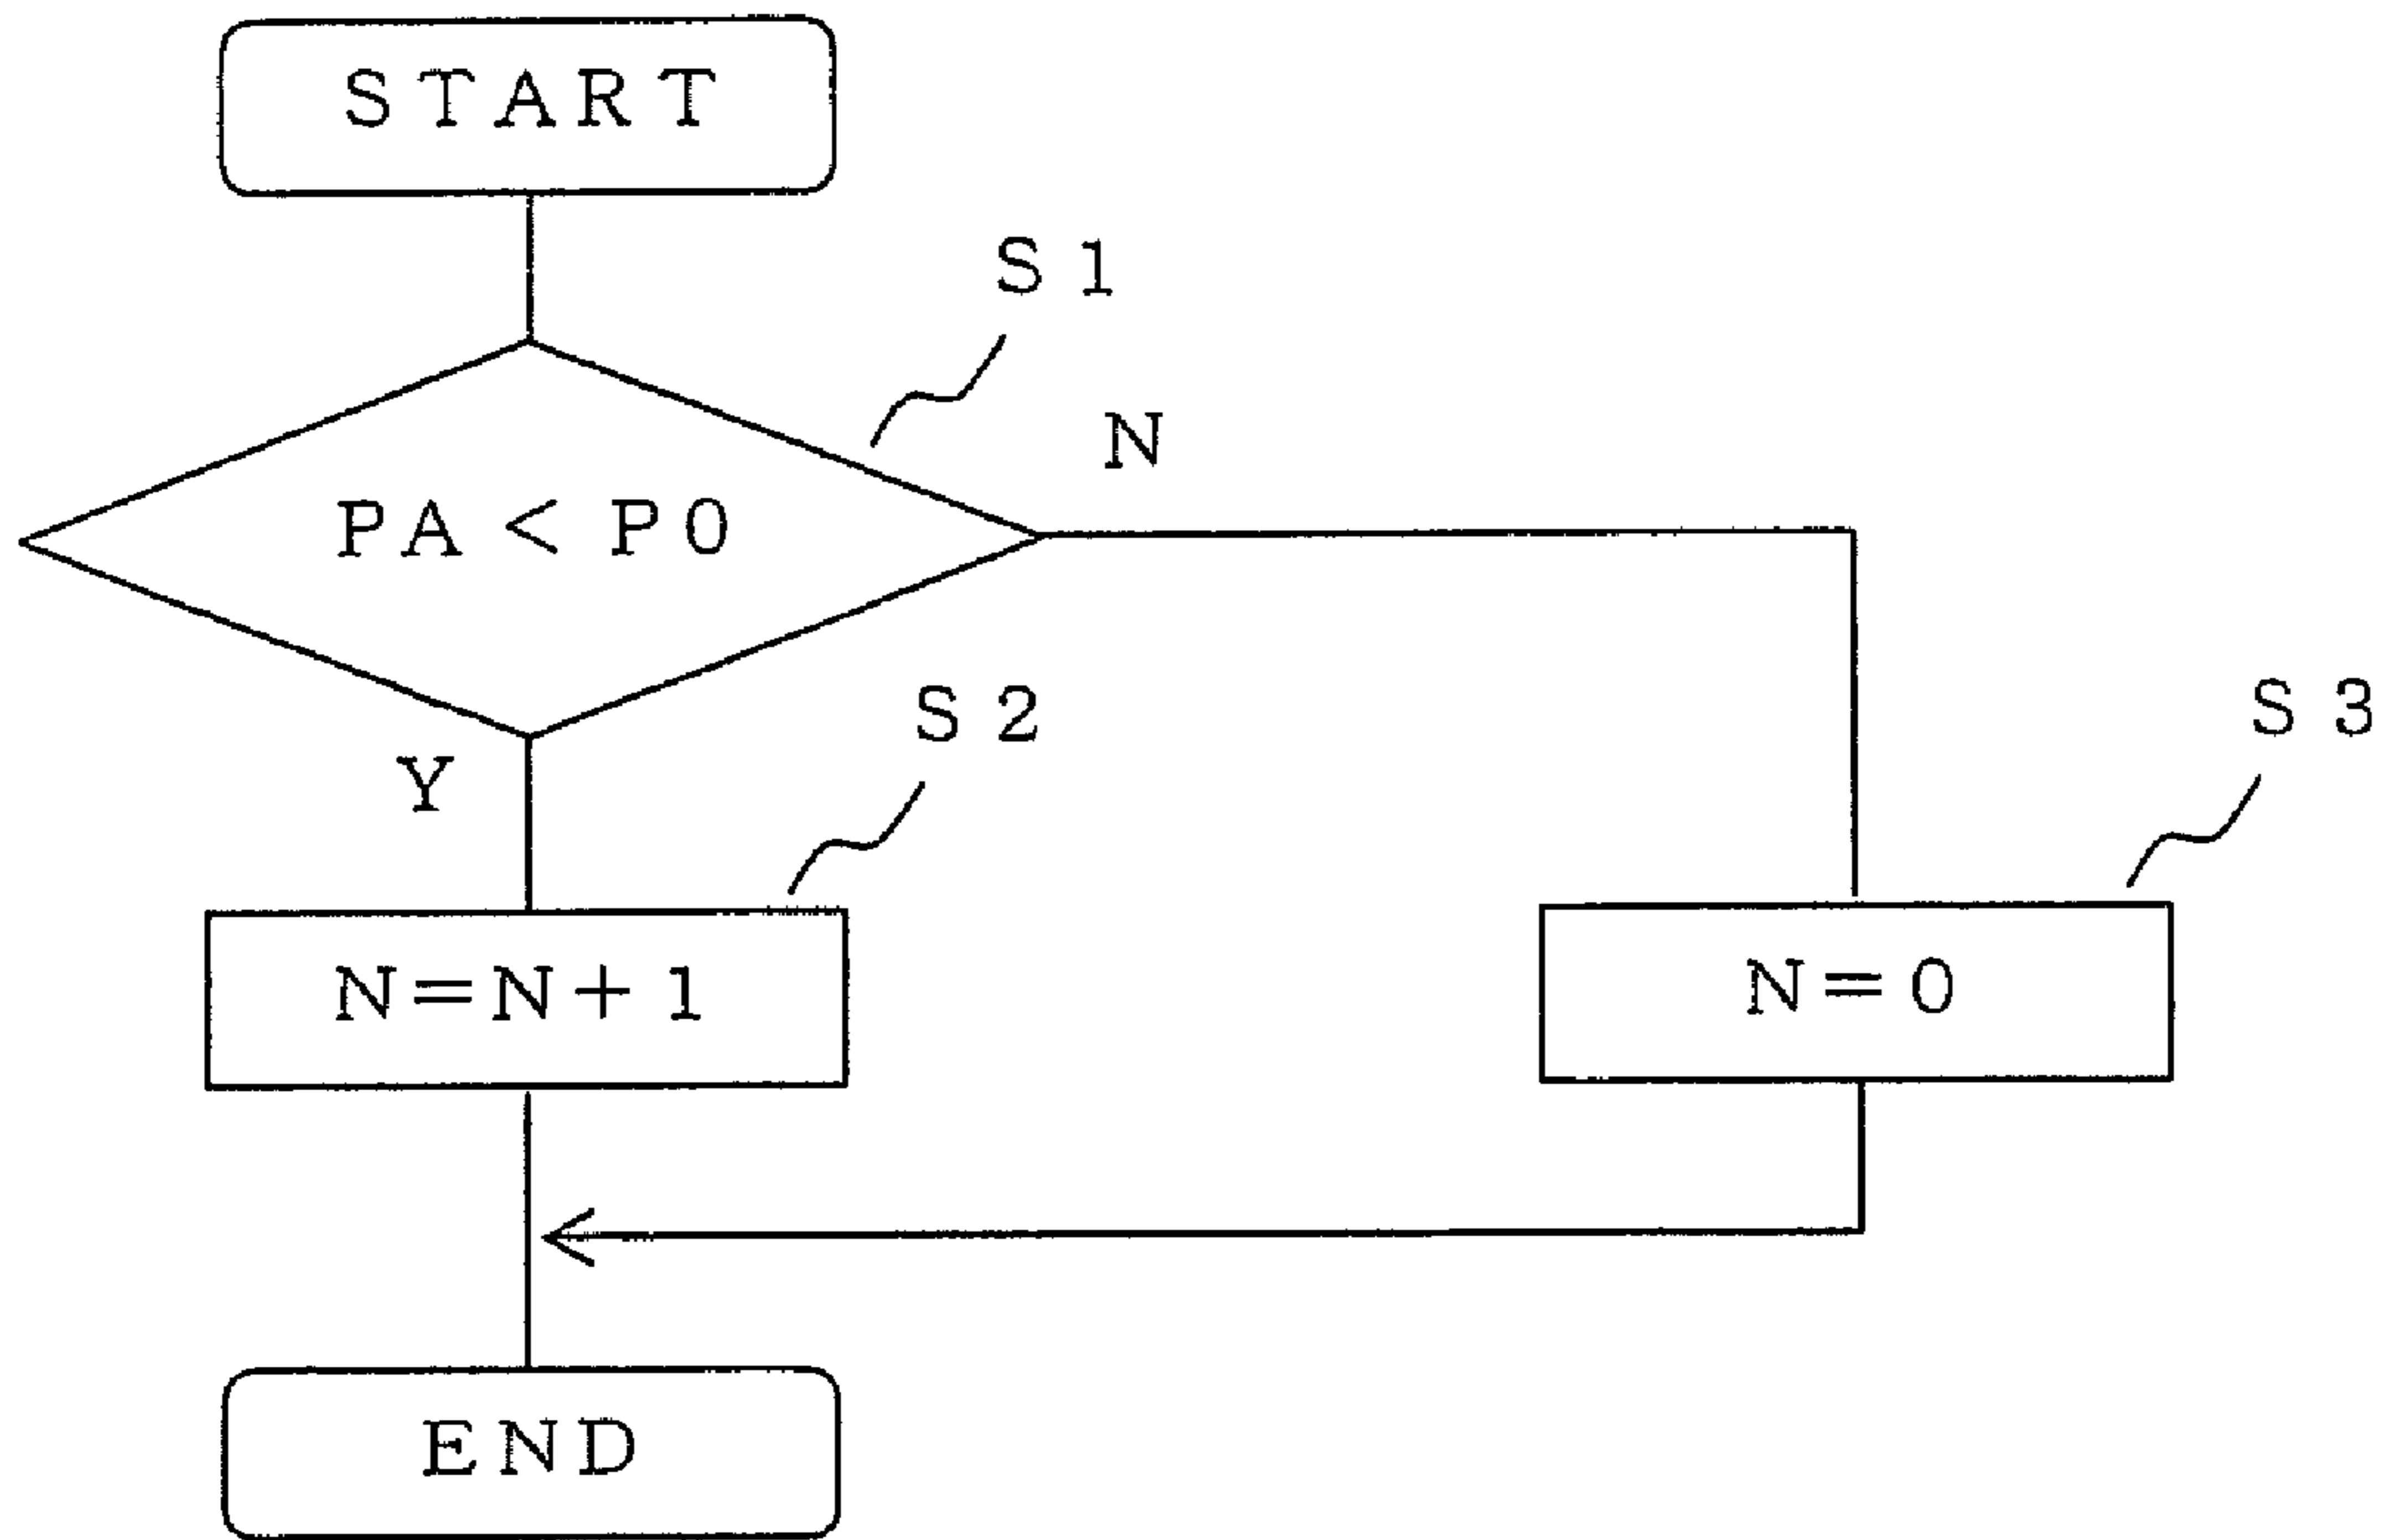 START
S1
N
PA < P0
S2
S3
Y
N=N+1
N=0
END